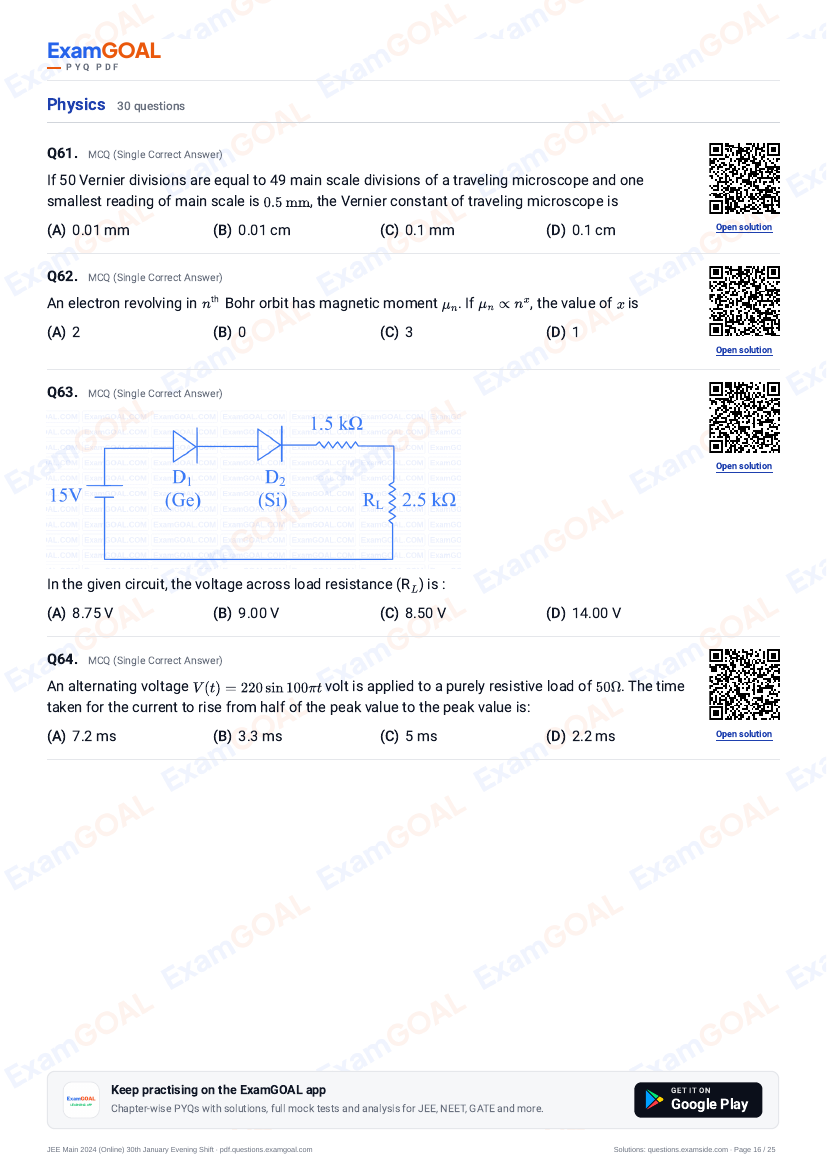 ExamGOAL
PYQ PDF
Physics 30 questions
Q61. MCQ (Single Correct Answer)
If 50 Vernier divisions are equal to 49 main scale divisions of a traveling microscope and one
smallest reading of main scale is 0.5 mm, the Vernier constant of traveling microscope is
(A) 0.01 mm (B) 0.01 cm (C) 0.1 mm (D) 0.1 cm
Open solution
Q62. MCQ (Single Correct Answer)
An electron revolving in n^th Bohr orbit has magnetic moment μ_n. If μ_n ∝ n^x, the value of x is
(A) 2 (B) 0 (C) 3 (D) 1
Open solution
Q63. MCQ (Single Correct Answer)
Open solution
1.5 kΩ
D₁ D₂
15V (Ge) (Si) R_L 2.5 kΩ
In the given circuit, the voltage across load resistance (R_L) is :
(A) 8.75 V (B) 9.00 V (C) 8.50 V (D) 14.00 V
Q64. MCQ (Single Correct Answer)
An alternating voltage V(t) = 220 sin 100πt volt is applied to a purely resistive load of 50Ω. The time
taken for the current to rise from half of the peak value to the peak value is:
(A) 7.2 ms (B) 3.3 ms (C) 5 ms (D) 2.2 ms
Open solution
Keep practising on the ExamGOAL app
Chapter-wise PYQs with solutions, full mock tests and analysis for JEE, NEET, GATE and more.
GET IT ON
Google Play
JEE Main 2024 (Online) 30th January Evening Shift · pdf.questions.examgoal.com
Solutions: questions.examside.com · Page 16 / 25